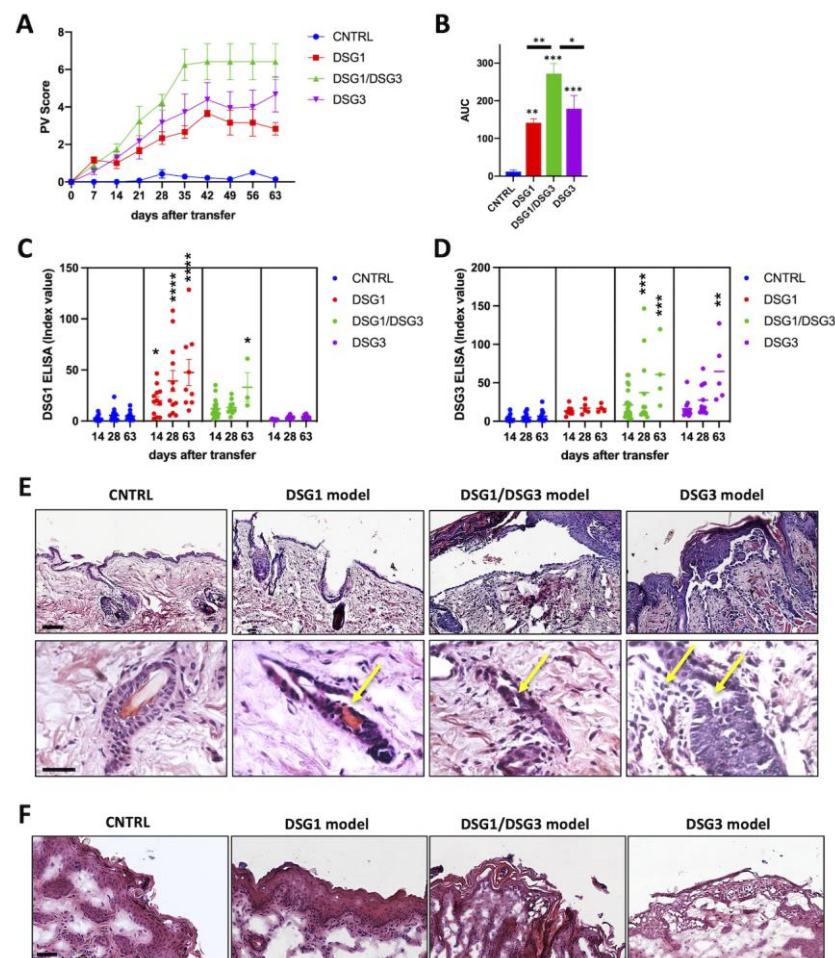 A
PV Score
8
6
4
2
0
0 7 14 21 28 35 42 49 56 63
days after transfer
CNTRL
DSG1
DSG1/DSG3
DSG3
B
AUC
300
200
100
0
** *
** *** ***
CNTRL
DSG1
DSG1/DSG3
DSG3
C
DSG1 ELISA (Index value)
150
100
50
0
* **** ****
*
14 28 63 14 28 63 14 28 63 14 28 63
days after transfer
CNTRL
DSG1
DSG1/DSG3
DSG3
D
DSG3 ELISA (Index value)
200
150
100
50
0
*** ***
**
14 28 63 14 28 63 14 28 63 14 28 63
days after transfer
CNTRL
DSG1
DSG1/DSG3
DSG3
E
CNTRL DSG1 model DSG1/DSG3 model DSG3 model
F
CNTRL DSG1 model DSG1/DSG3 model DSG3 model